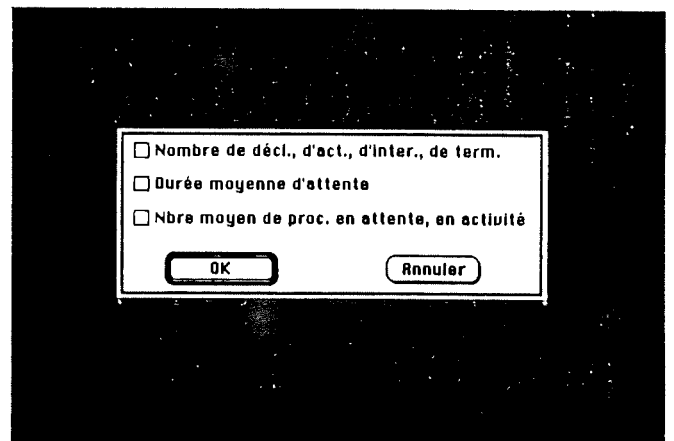 Nombre de décl., d'act., d'inter., de term.
Durée moyenne d'attente
Nbre moyen de proc. en attente, en activité
OK
Annuler